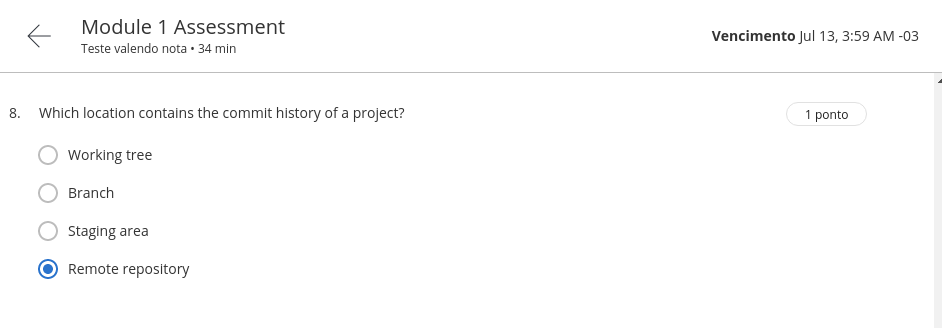 Module 1 Assessment
Teste valendo nota • 34 min
Vencimento Jul 13, 3:59 AM -03
8. Which location contains the commit history of a project?
1 ponto
Working tree
Branch
Staging area
Remote repository